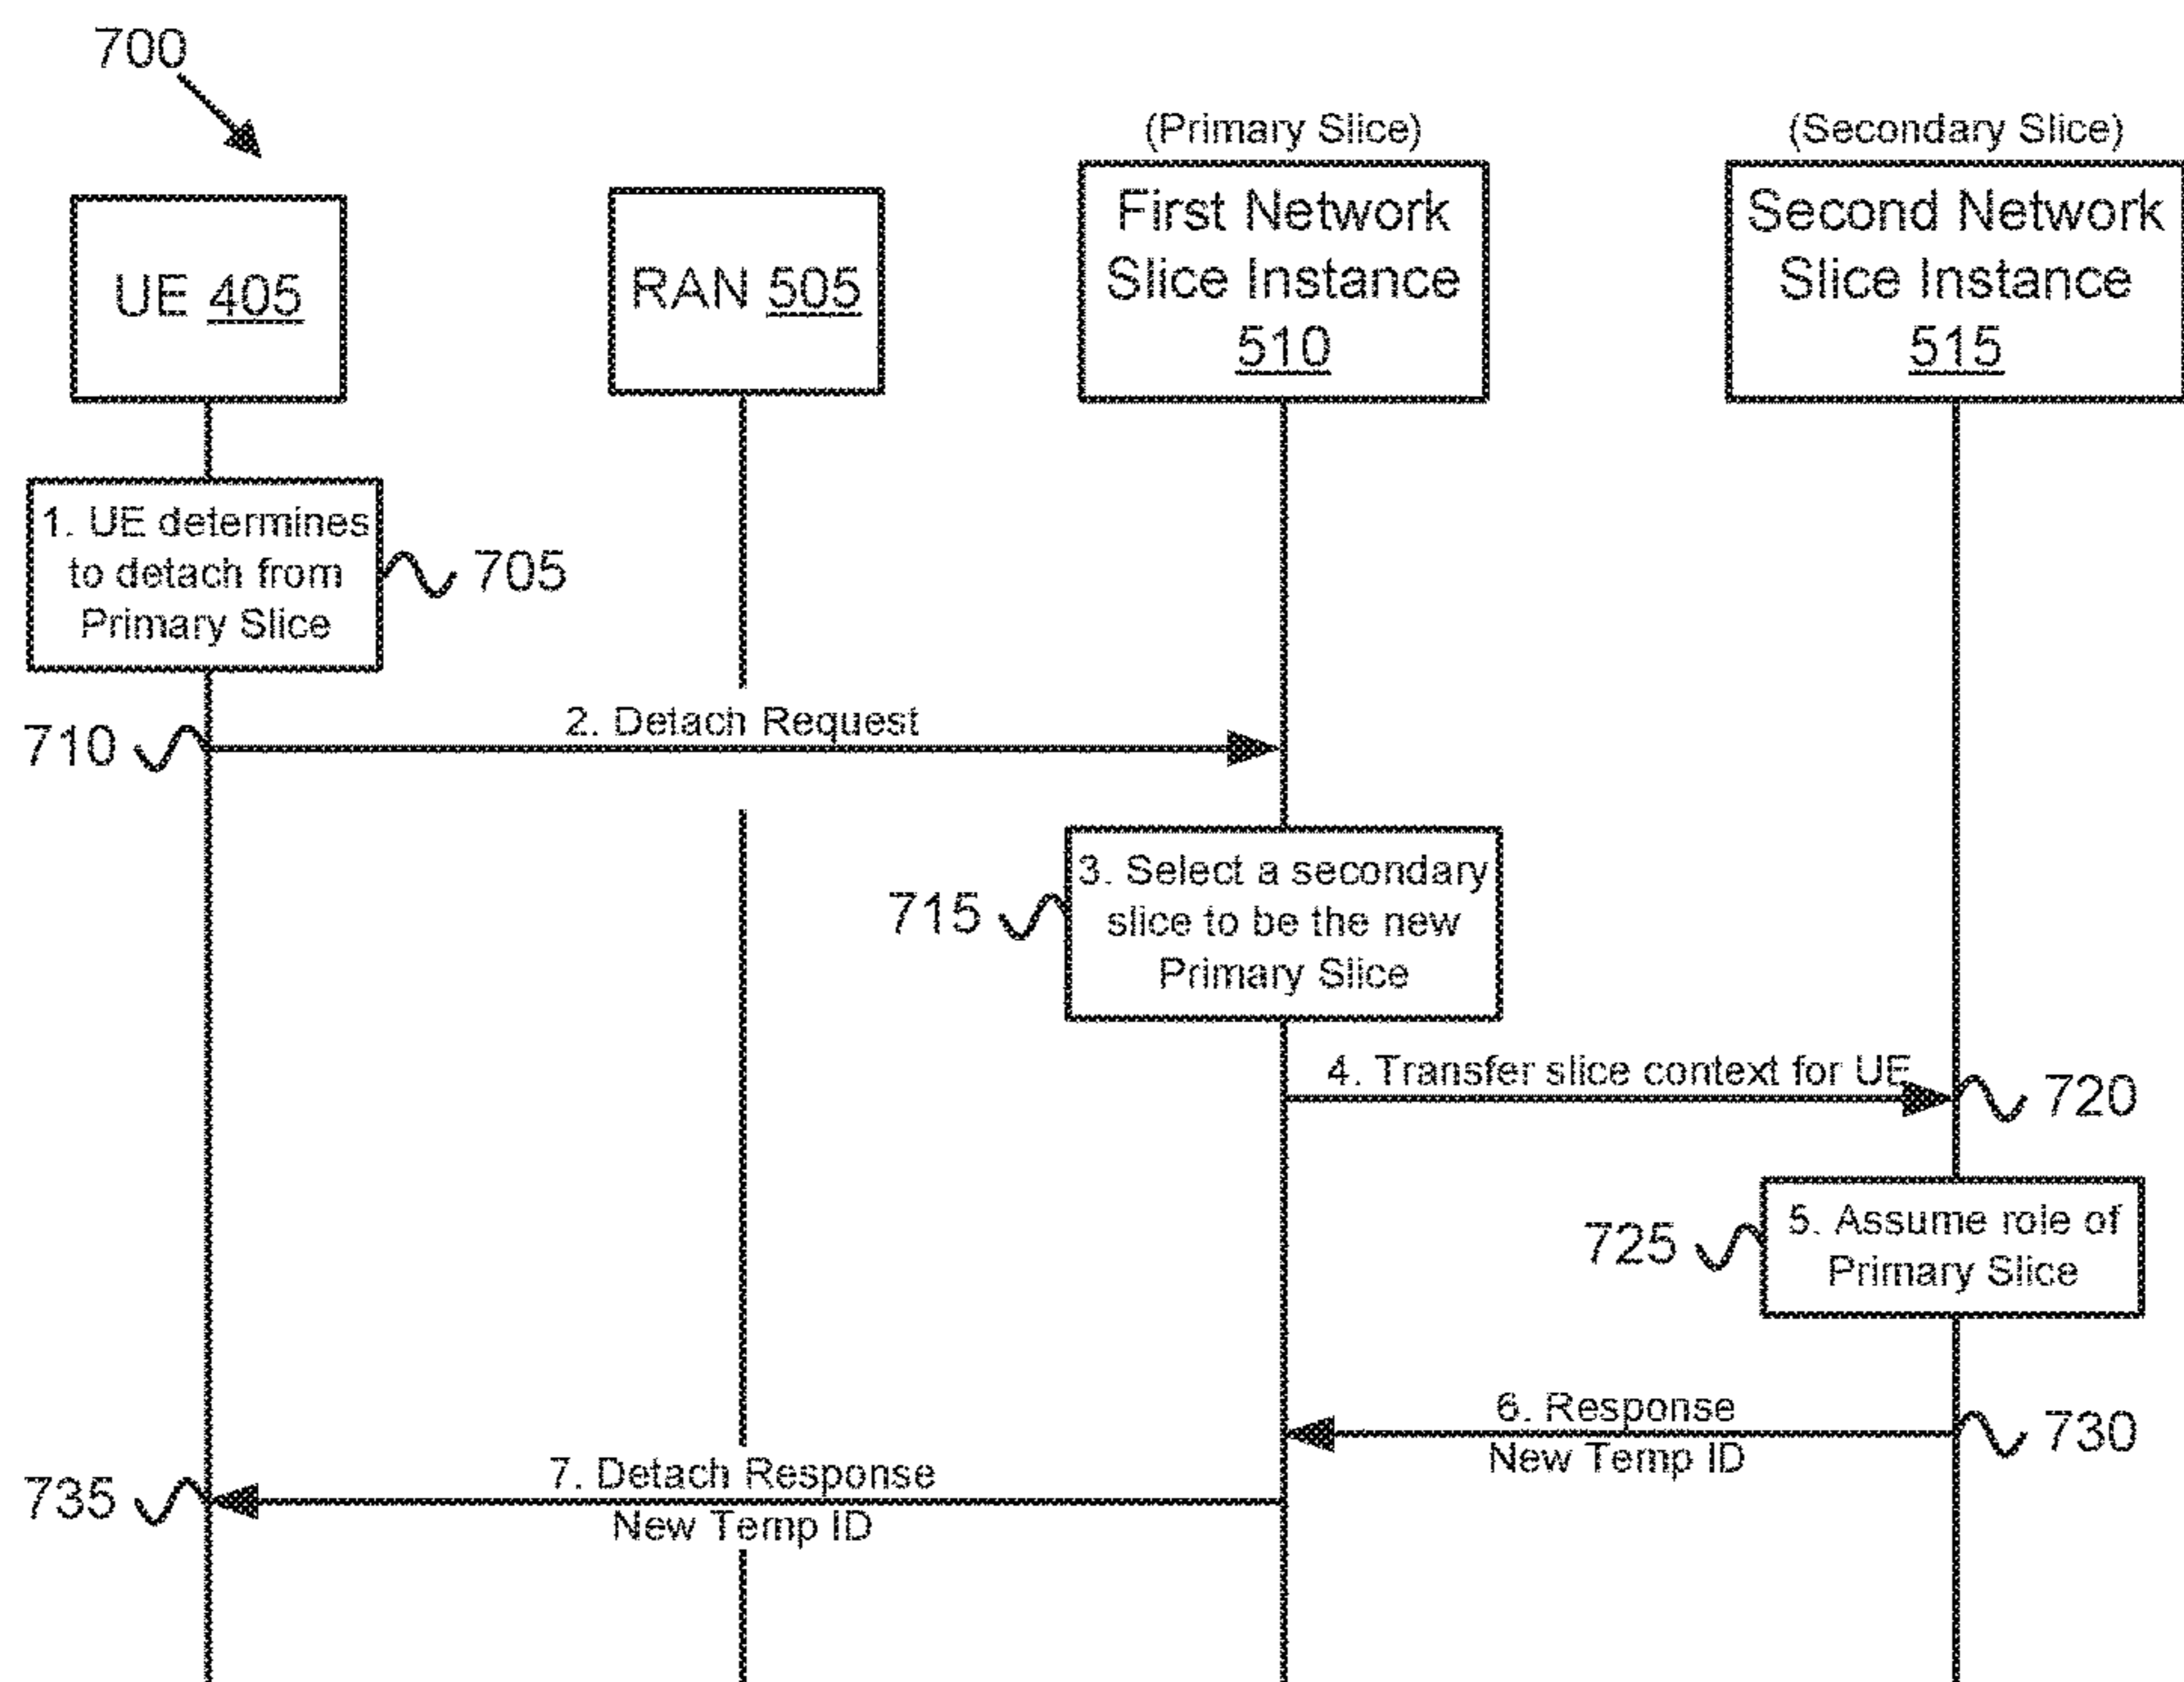 700
(Primary Slice)
(Secondary Slice)
UE 405
RAN 505
First Network
Slice Instance
510
Second Network
Slice Instance
515
1. UE determines
to detach from
Primary Slice
705
2. Detach Request
710
3. Select a secondary
slice to be the new
Primary Slice
715
4. Transfer slice context for UE
720
5. Assume role of
Primary Slice
725
6. Response
New Temp ID
730
7. Detach Response
New Temp ID
735